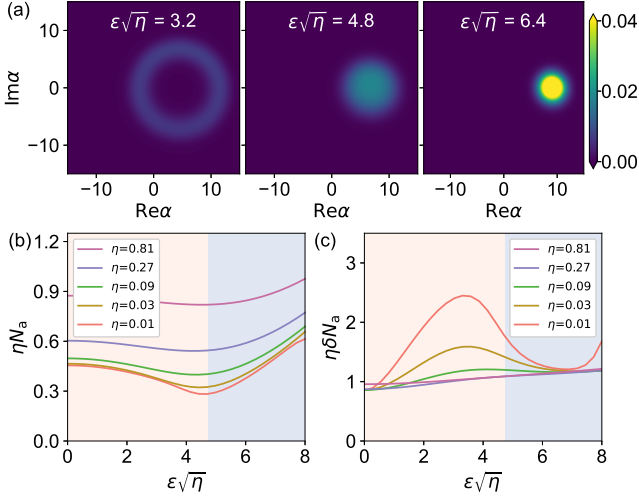 (a)
ε√η = 3.2
ε√η = 4.8
ε√η = 6.4
0.04
0.02
0.00
Imα
10
0
−10
−10 0 10
−10 0 10
−10 0 10
Reα
Reα
Reα
(b)
η=0.81
η=0.27
η=0.09
η=0.03
η=0.01
1.2
0.9
0.6
0.3
0.0
ηNₐ
0 2 4 6 8
ε√η
(c)
η=0.81
η=0.27
η=0.09
η=0.03
η=0.01
3
2
1
0
ηδNₐ
0 2 4 6 8
ε√η